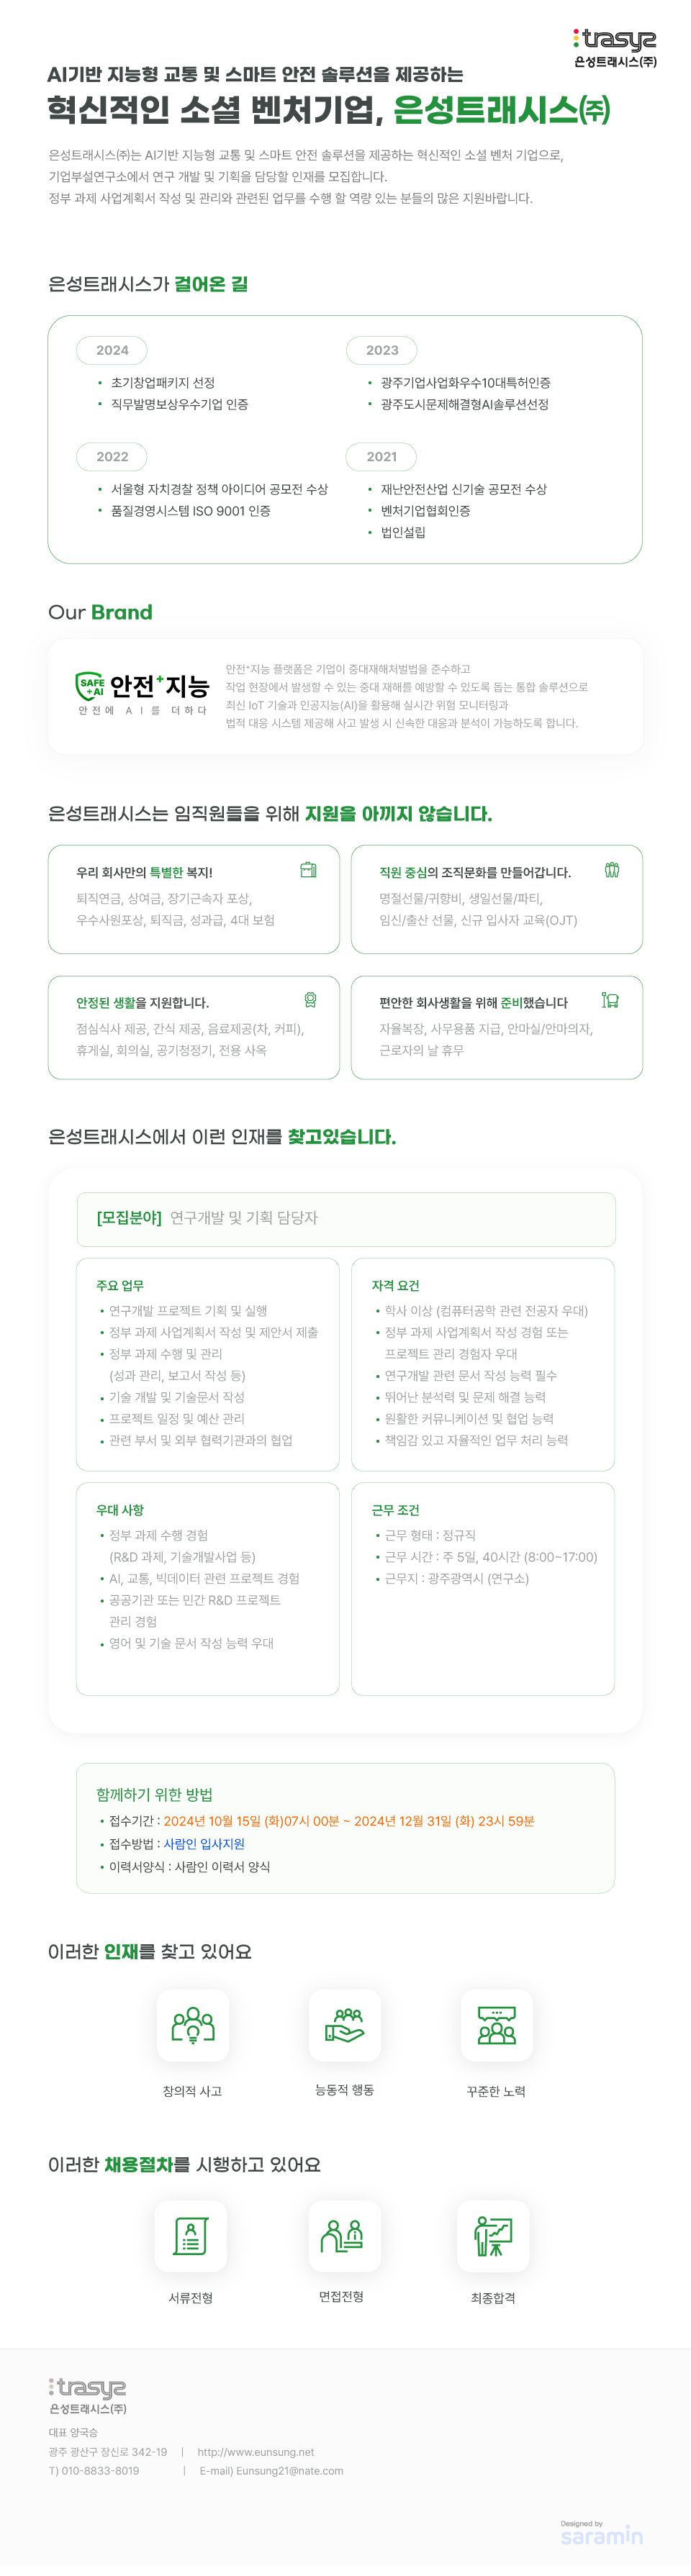 trasys
은성트래시스(주)
AI기반 지능형 교통 및 스마트 안전 솔루션을 제공하는
혁신적인 소셜 벤처기업, 은성트래시스㈜
은성트래시스㈜는 AI기반 지능형 교통 및 스마트 안전 솔루션을 제공하는 혁신적인 소셜 벤처 기업으로,
기업부설연구소에서 연구 개발 및 기획을 담당할 인재를 모집합니다.
정부 과제 사업계획서 작성 및 관리와 관련된 업무를 수행 할 역량 있는 분들의 많은 지원바랍니다.
은성트래시스가 걸어온 길
2024
• 초기창업패키지 선정
• 직무발명보상우수기업 인증
2023
• 광주기업사업화우수10대특허인증
• 광주도시문제해결형AI솔루션선정
2022
• 서울형 자치경찰 정책 아이디어 공모전 수상
• 품질경영시스템 ISO 9001 인증
2021
• 재난안전산업 신기술 공모전 수상
• 벤처기업협회인증
• 법인설립
Our Brand
SAFE +AI 안전+지능
안전에 AI를 더하다
안전+지능 플랫폼은 기업이 중대재해처벌법을 준수하고
작업 현장에서 발생할 수 있는 중대 재해를 예방할 수 있도록 돕는 통합 솔루션으로
최신 IoT 기술과 인공지능(AI)을 활용해 실시간 위험 모니터링과
법적 대응 시스템 제공해 사고 발생 시 신속한 대응과 분석이 가능하도록 합니다.
은성트래시스는 임직원들을 위해 지원을 아끼지 않습니다.
우리 회사만의 특별한 복지!
퇴직연금, 상여금, 장기근속자 포상,
우수사원포상, 퇴직금, 성과급, 4대 보험
직원 중심의 조직문화를 만들어갑니다.
명절선물/귀향비, 생일선물/파티,
임신/출산 선물, 신규 입사자 교육(OJT)
안정된 생활을 지원합니다.
점심식사 제공, 간식 제공, 음료제공(차, 커피),
휴게실, 회의실, 공기청정기, 전용 사옥
편안한 회사생활을 위해 준비했습니다
자율복장, 사무용품 지급, 안마실/안마의자,
근로자의 날 휴무
은성트래시스에서 이런 인재를 찾고있습니다.
[모집분야] 연구개발 및 기획 담당자
주요 업무
• 연구개발 프로젝트 기획 및 실행
• 정부 과제 사업계획서 작성 및 제안서 제출
• 정부 과제 수행 및 관리
(성과 관리, 보고서 작성 등)
• 기술 개발 및 기술문서 작성
• 프로젝트 일정 및 예산 관리
• 관련 부서 및 외부 협력기관과의 협업
자격 요건
• 학사 이상 (컴퓨터공학 관련 전공자 우대)
• 정부 과제 사업계획서 작성 경험 또는
프로젝트 관리 경험자 우대
• 연구개발 관련 문서 작성 능력 필수
• 뛰어난 분석력 및 문제 해결 능력
• 원활한 커뮤니케이션 및 협업 능력
• 책임감 있고 자율적인 업무 처리 능력
우대 사항
• 정부 과제 수행 경험
(R&D 과제, 기술개발사업 등)
• AI, 교통, 빅데이터 관련 프로젝트 경험
• 공공기관 또는 민간 R&D 프로젝트
관리 경험
• 영어 및 기술 문서 작성 능력 우대
근무 조건
• 근무 형태 : 정규직
• 근무 시간 : 주 5일, 40시간 (8:00~17:00)
• 근무지 : 광주광역시 (연구소)
함께하기 위한 방법
• 접수기간 : 2024년 10월 15일 (화)07시 00분 ~ 2024년 12월 31일 (화) 23시 59분
• 접수방법 : 사람인 입사지원
• 이력서양식 : 사람인 이력서 양식
이러한 인재를 찾고 있어요
창의적 사고
능동적 행동
꾸준한 노력
이러한 채용절차를 시행하고 있어요
서류전형
면접전형
최종합격
trasys
은성트래시스(주)
대표 양국승
광주 광산구 장신로 342-19 | http://www.eunsung.net
T) 010-8833-8019 | E-mail) Eunsung21@nate.com
Designed by
saramin